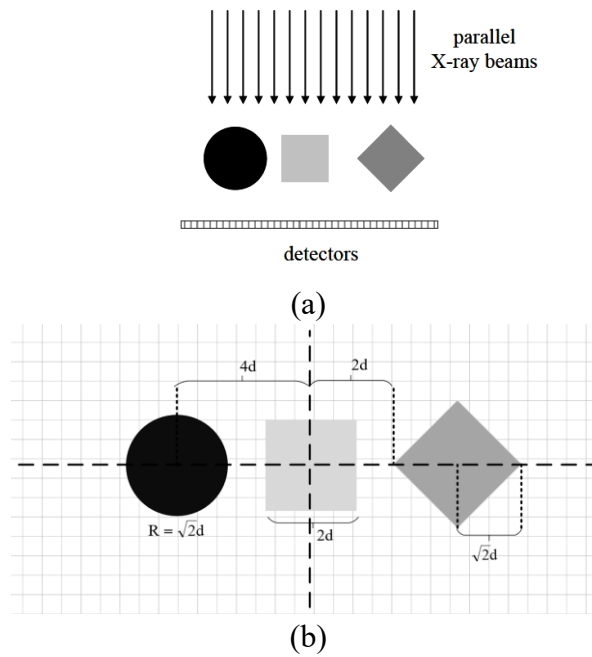 parallel
X-ray beams
detectors
(a)
4d
2d
R = √2d
2d
√2d
(b)